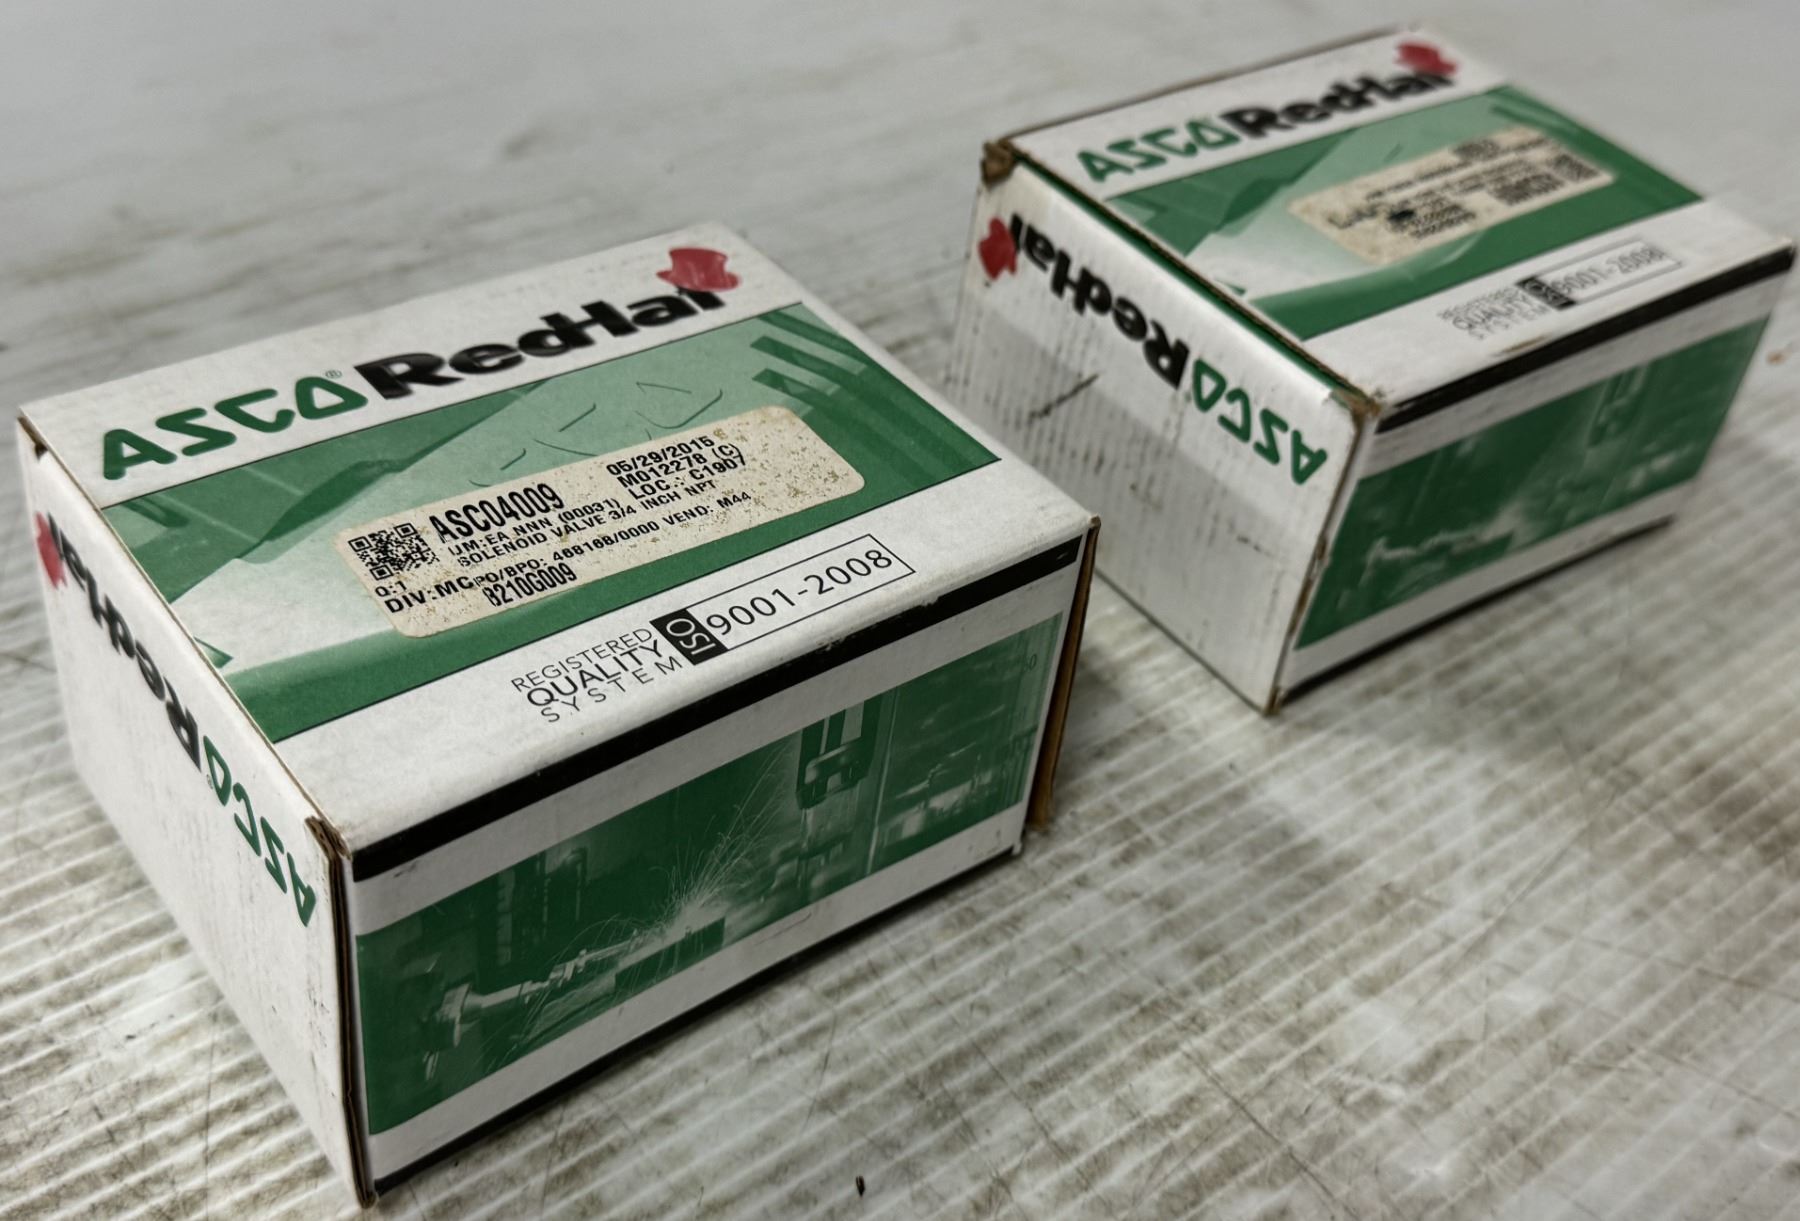 ASCO® RedHat
ASCO4009
05/29/2015
UM:EA NNN (00031)
M012278 (C)
SOLENOID VALVE 3/4 INCH NPT
LOC.: C1907
Q:1
PO/BPO: 468168/0000 VEND: M44
DIV:MC
8210G009
REGISTERED
QUALITY
SYSTEM
ISO
9001-2008
ASCO® RedHat
ASCO RedHat
REGISTERED
QUALITY
SYSTEM
ISO
9001-2008
ASCO RedHat